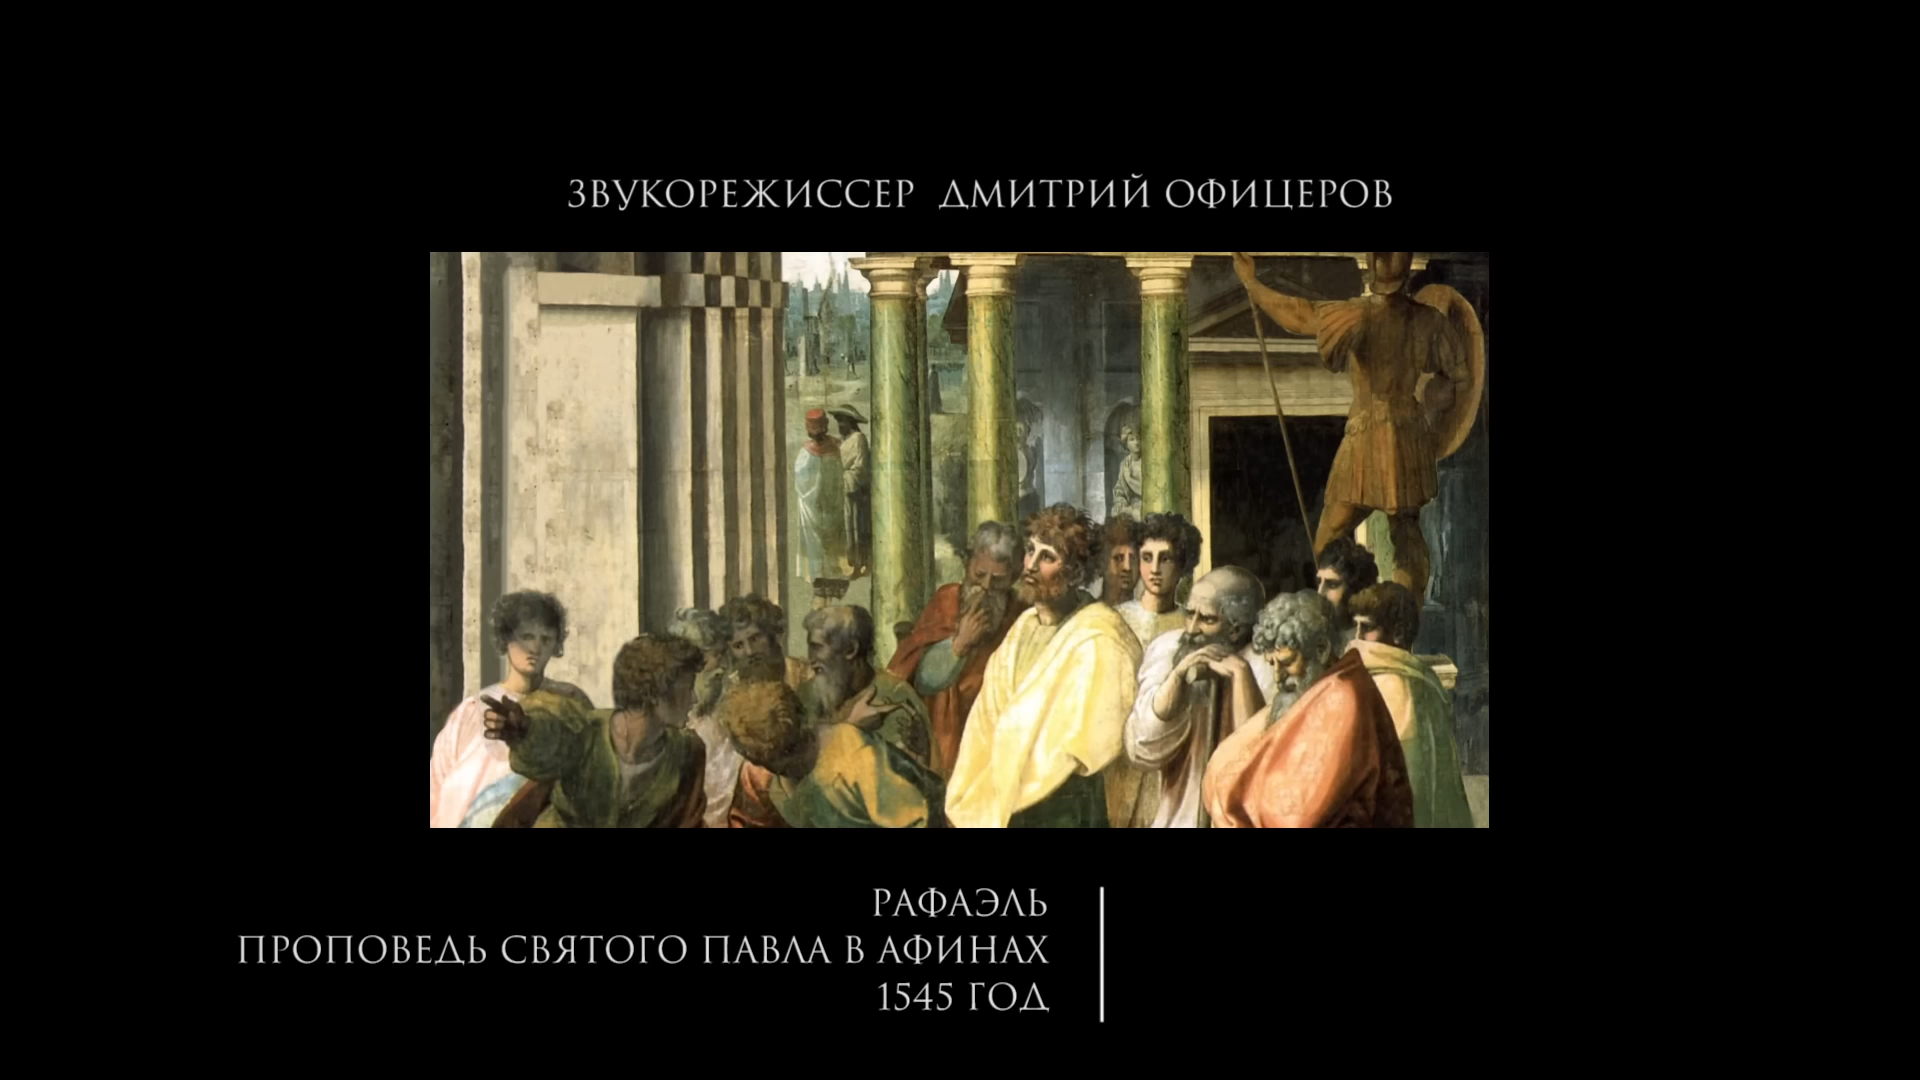 ЗВУКОРЕЖИССЕР ДМИТРИЙ ОФИЦЕРОВ
РАФАЭЛЬ
ПРОПОВЕДЬ СВЯТОГО ПАВЛА В АФИНАХ
1545 ГОД